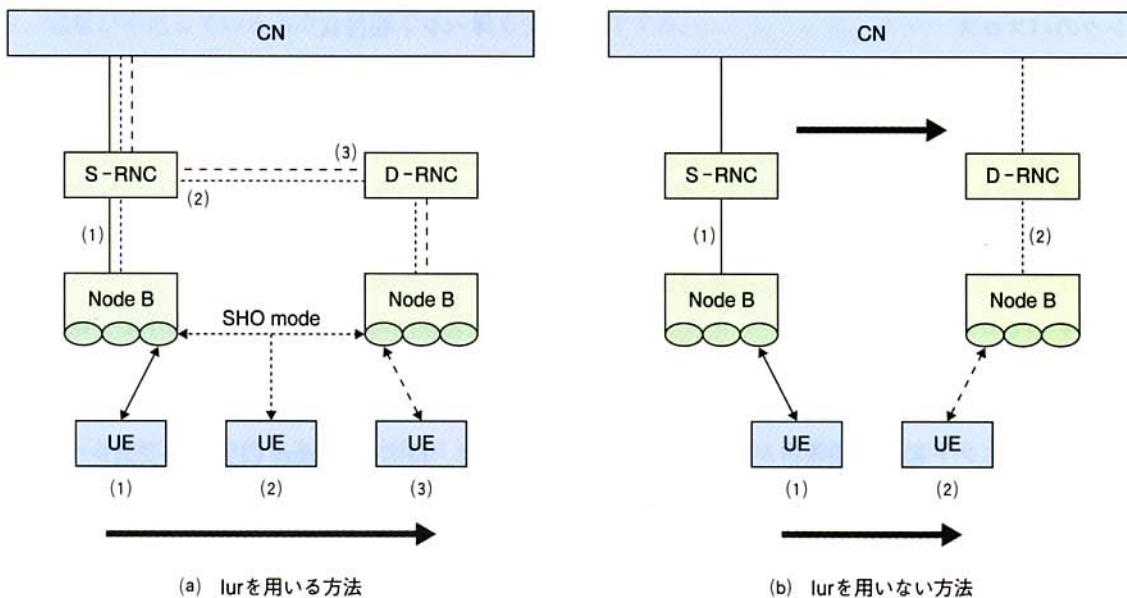 CN
S-RNC
(3)
D-RNC
(2)
(1)
Node B
SHO mode
Node B
UE
UE
UE
(1)
(2)
(3)
(a) Iurを用いる方法
CN
S-RNC
D-RNC
(1)
(2)
Node B
Node B
UE
UE
(1)
(2)
(b) Iurを用いない方法